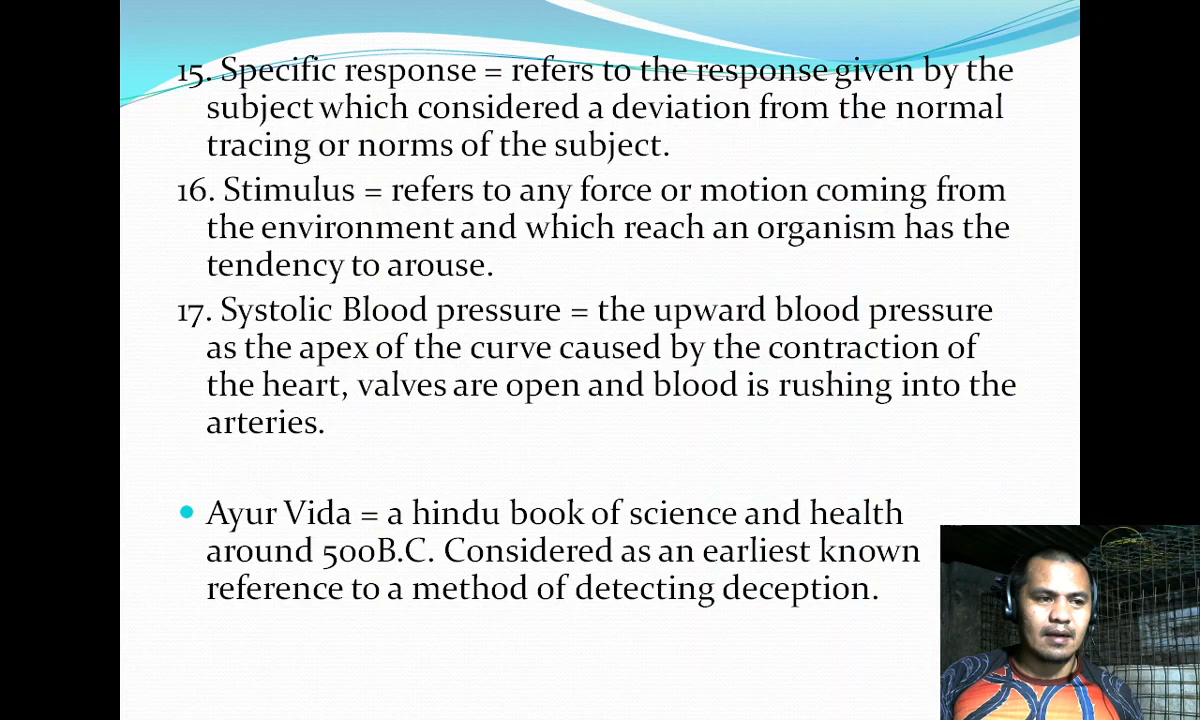 15. Specific response = refers to the response given by the
subject which considered a deviation from the normal
tracing or norms of the subject.
16. Stimulus = refers to any force or motion coming from
the environment and which reach an organism has the
tendency to arouse.
17. Systolic Blood pressure = the upward blood pressure
as the apex of the curve caused by the contraction of
the heart, valves are open and blood is rushing into the
arteries.
• Ayur Vida = a hindu book of science and health
around 500B.C. Considered as an earliest known
reference to a method of detecting deception.